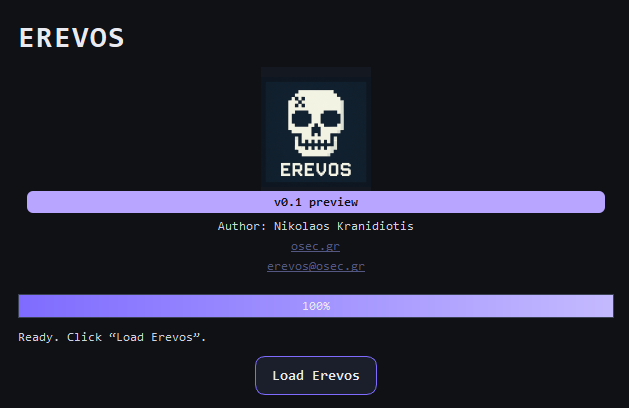 EREVOS
EREVOS
v0.1 preview
Author: Nikolaos Kranidiotis
osec.gr
erevos@osec.gr
100%
Ready. Click “Load Erevos”.
Load Erevos